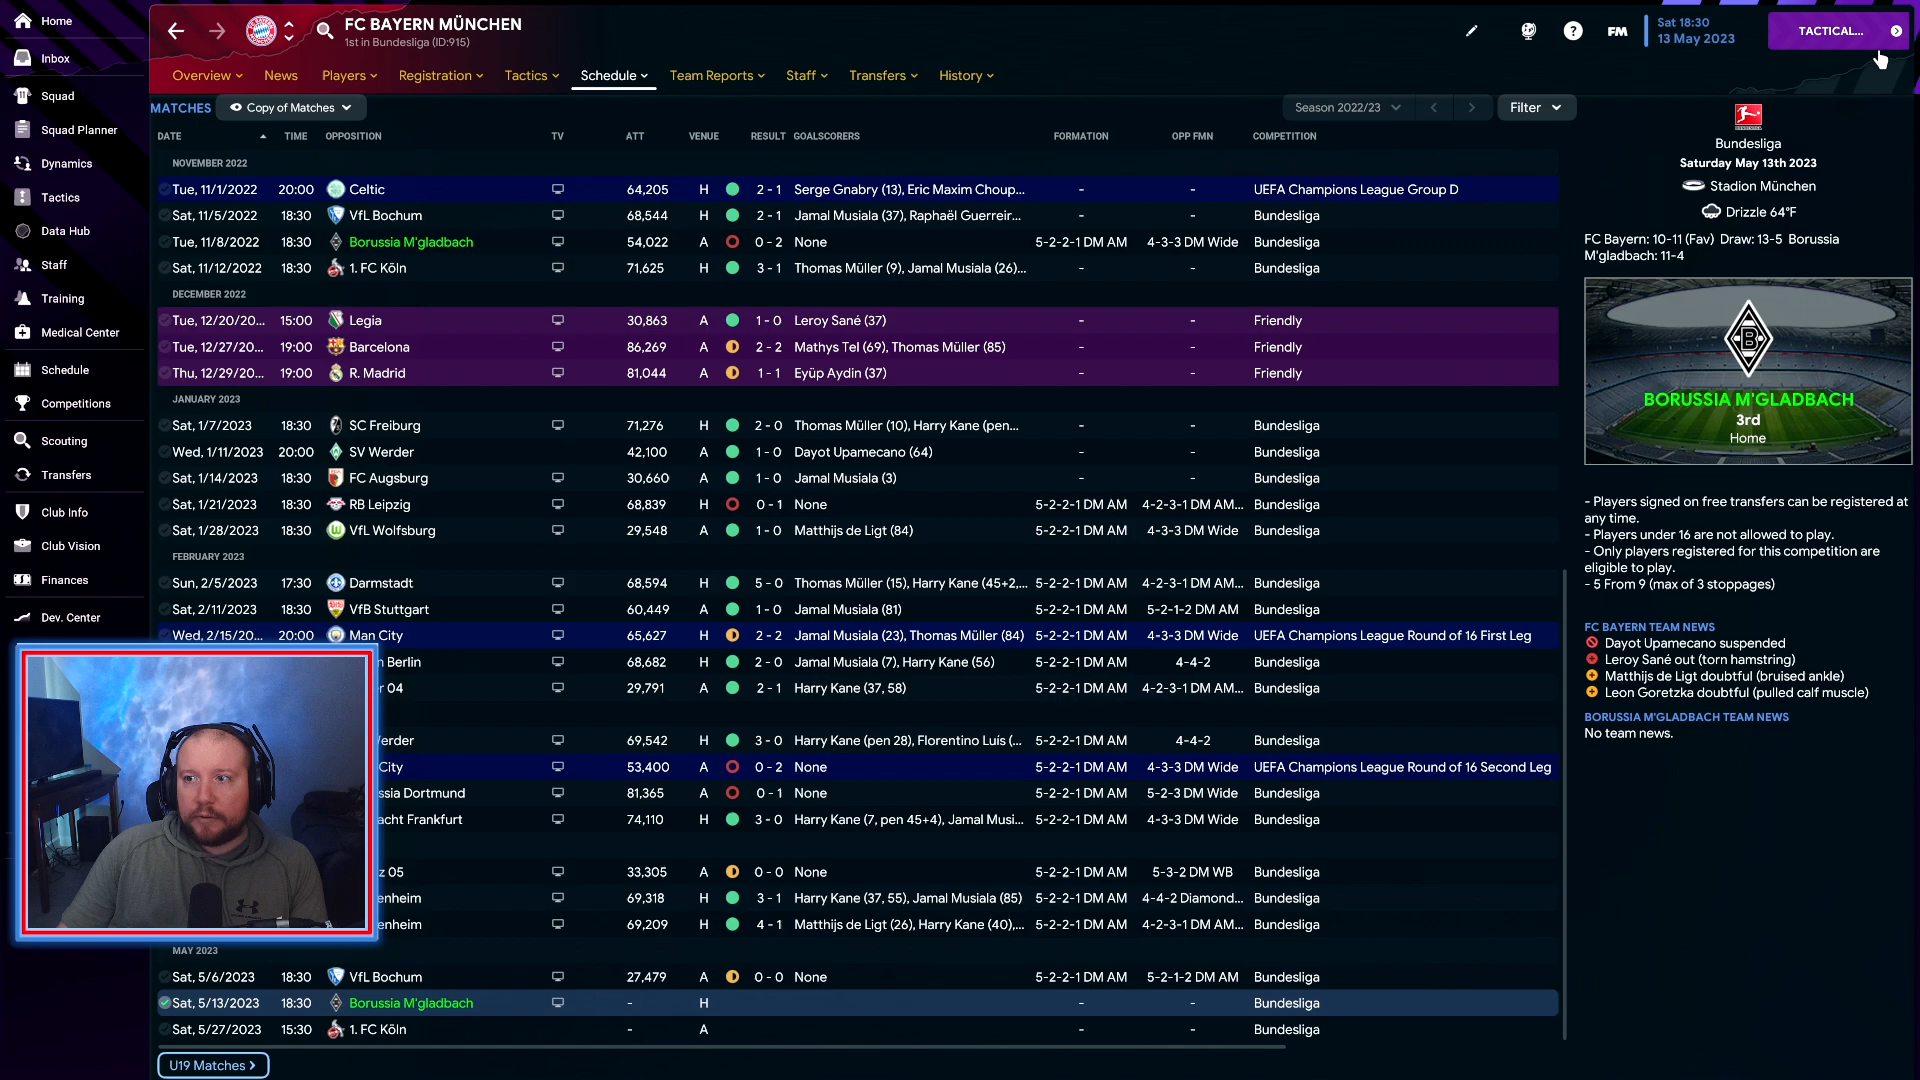 Home
Inbox
Squad
Squad Planner
Dynamics
Tactics
Data Hub
Staff
Training
Medical Center
Schedule
Competitions
Scouting
Transfers
Club Info
Club Vision
Finances
Dev. Center
FC BAYERN MÜNCHEN
1st in Bundesliga (ID:915)
FM
Sat 18:30
13 May 2023
TACTICAL...
Overview News Players Registration Tactics Schedule Team Reports Staff Transfers History
MATCHES Copy of Matches Season 2022/23 Filter
DATE TIME OPPOSITION TV ATT VENUE RESULT GOALSCORERS FORMATION OPP FMN COMPETITION
NOVEMBER 2022
Tue, 11/1/2022 20:00 Celtic 64,205 H 2 - 1 Serge Gnabry (13), Eric Maxim Choup... - - UEFA Champions League Group D
Sat, 11/5/2022 18:30 VfL Bochum 68,544 H 2 - 1 Jamal Musiala (37), Raphaël Guerreir... - - Bundesliga
Tue, 11/8/2022 18:30 Borussia M'gladbach 54,022 A 0 - 2 None 5-2-2-1 DM AM 4-3-3 DM Wide Bundesliga
Sat, 11/12/2022 18:30 1. FC Köln 71,625 H 3 - 1 Thomas Müller (9), Jamal Musiala (26)... - - Bundesliga
DECEMBER 2022
Tue, 12/20/20... 15:00 Legia 30,863 A 1 - 0 Leroy Sané (37) - - Friendly
Tue, 12/27/20... 19:00 Barcelona 86,269 A 2 - 2 Mathys Tel (69), Thomas Müller (85) - - Friendly
Thu, 12/29/20... 19:00 R. Madrid 81,044 A 1 - 1 Eyüp Aydin (37) - - Friendly
JANUARY 2023
Sat, 1/7/2023 18:30 SC Freiburg 71,276 H 2 - 0 Thomas Müller (10), Harry Kane (pen... - - Bundesliga
Wed, 1/11/2023 20:00 SV Werder 42,100 A 1 - 0 Dayot Upamecano (64) - - Bundesliga
Sat, 1/14/2023 18:30 FC Augsburg 30,660 A 1 - 0 Jamal Musiala (3) - - Bundesliga
Sat, 1/21/2023 18:30 RB Leipzig 68,839 H 0 - 1 None 5-2-2-1 DM AM 4-2-3-1 DM AM... Bundesliga
Sat, 1/28/2023 18:30 VfL Wolfsburg 29,548 A 1 - 0 Matthijs de Ligt (84) 5-2-2-1 DM AM 4-3-3 DM Wide Bundesliga
FEBRUARY 2023
Sun, 2/5/2023 17:30 Darmstadt 68,594 H 5 - 0 Thomas Müller (15), Harry Kane (45+2,... 5-2-2-1 DM AM 4-2-3-1 DM AM... Bundesliga
Sat, 2/11/2023 18:30 VfB Stuttgart 60,449 A 1 - 0 Jamal Musiala (81) 5-2-2-1 DM AM 5-2-1-2 DM AM Bundesliga
Wed, 2/15/20... 20:00 Man City 65,627 H 2 - 2 Jamal Musiala (23), Thomas Müller (84) 5-2-2-1 DM AM 4-3-3 DM Wide UEFA Champions League Round of 16 First Leg
n Berlin 68,682 H 2 - 0 Jamal Musiala (7), Harry Kane (56) 5-2-2-1 DM AM 4-4-2 Bundesliga
r 04 29,791 A 2 - 1 Harry Kane (37, 58) 5-2-2-1 DM AM 4-2-3-1 DM AM... Bundesliga
erder 69,542 H 3 - 0 Harry Kane (pen 28), Florentino Luís (... 5-2-2-1 DM AM 4-4-2 Bundesliga
City 53,400 A 0 - 2 None 5-2-2-1 DM AM 4-3-3 DM Wide UEFA Champions League Round of 16 Second Leg
ssia Dortmund 81,365 A 0 - 1 None 5-2-2-1 DM AM 5-2-3 DM Wide Bundesliga
acht Frankfurt 74,110 H 3 - 0 Harry Kane (7, pen 45+4), Jamal Musi... 5-2-2-1 DM AM 4-3-3 DM Wide Bundesliga
z 05 33,305 A 0 - 0 None 5-2-2-1 DM AM 5-3-2 DM WB Bundesliga
enheim 69,318 H 3 - 1 Harry Kane (37, 55), Jamal Musiala (85) 5-2-2-1 DM AM 4-4-2 Diamond... Bundesliga
enheim 69,209 H 4 - 1 Matthijs de Ligt (26), Harry Kane (40),... 5-2-2-1 DM AM 4-2-3-1 DM AM... Bundesliga
MAY 2023
Sat, 5/6/2023 18:30 VfL Bochum 27,479 A 0 - 0 None 5-2-2-1 DM AM 5-2-1-2 DM AM Bundesliga
Sat, 5/13/2023 18:30 Borussia M'gladbach - H - - Bundesliga
Sat, 5/27/2023 15:30 1. FC Köln - A - - Bundesliga
U19 Matches
Bundesliga
Saturday May 13th 2023
Stadion München
Drizzle 64°F
FC Bayern: 10-11 (Fav) Draw: 13-5 Borussia
M'gladbach: 11-4
BORUSSIA M'GLADBACH
3rd
Home
- Players signed on free transfers can be registered at
any time.
- Players under 16 are not allowed to play.
- Only players registered for this competition are
eligible to play.
- 5 From 9 (max of 3 stoppages)
FC BAYERN TEAM NEWS
Dayot Upamecano suspended
Leroy Sané out (torn hamstring)
Matthijs de Ligt doubtful (bruised ankle)
Leon Goretzka doubtful (pulled calf muscle)
BORUSSIA M'GLADBACH TEAM NEWS
No team news.